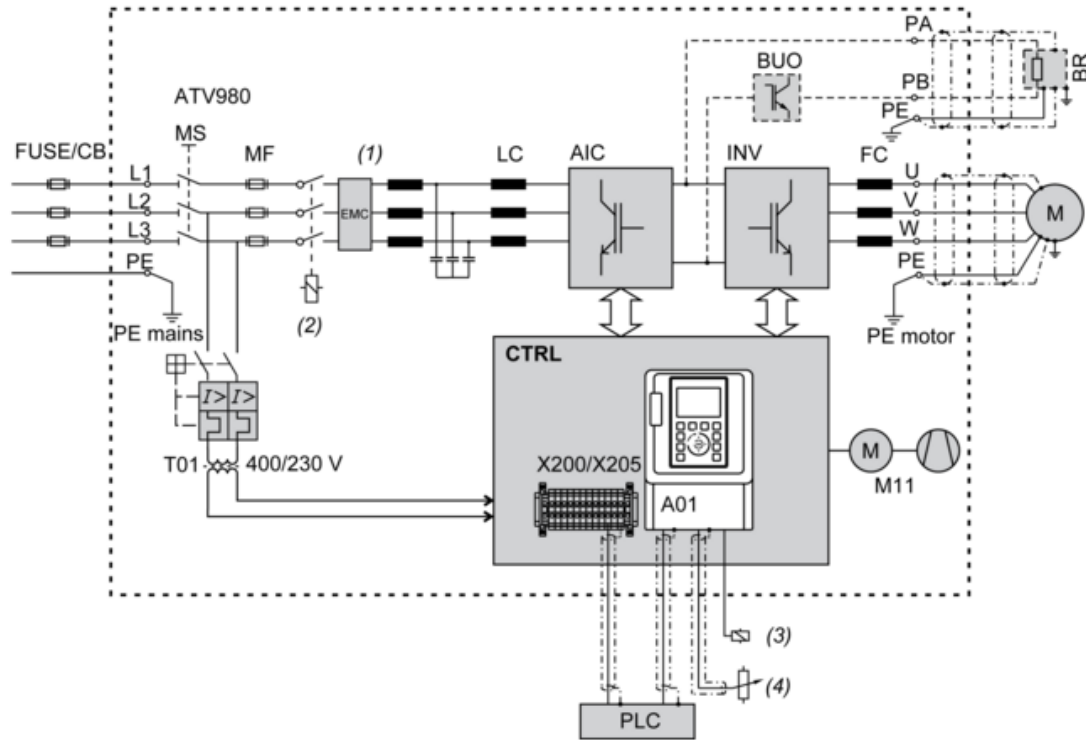 PA
BUO
BR
ATV980
PB
MS
PE
FUSE/CB
MF
(1)
LC
AIC
INV
FC
L1
U
L2
EMC
V
M
L3
W
PE
PE
(2)
PE mains
PE motor
CTRL
I>
I>
T01
400/230 V
X200/X205
M
A01
M11
(3)
(4)
PLC